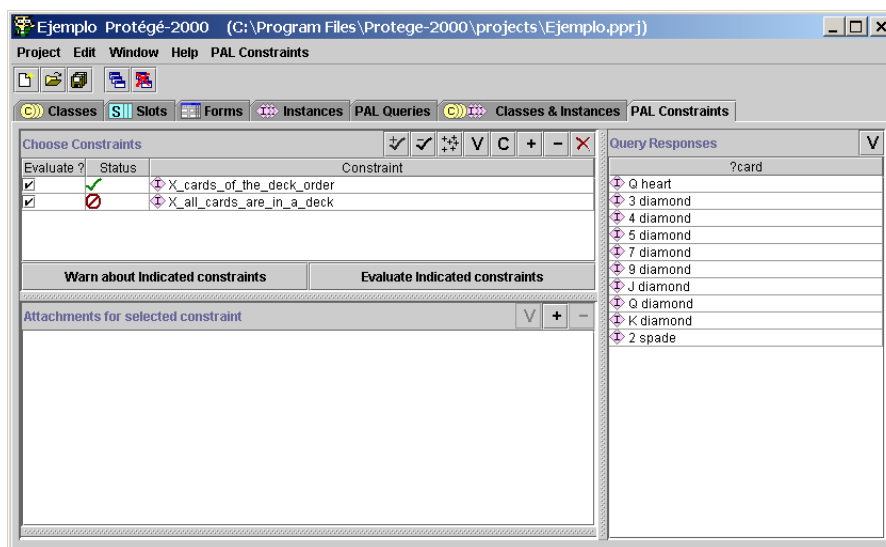 Ejemplo Protégé-2000 (C:\Program Files\Protege-2000\projects\Ejemplo.pprj)
Project Edit Window Help PAL Constraints
C Classes S Slots Forms Instances PAL Queries C Classes & Instances PAL Constraints
Choose Constraints V C + −
Evaluate ? Status Constraint
I X_cards_of_the_deck_order
I X_all_cards_are_in_a_deck
Warn about Indicated constraints Evaluate Indicated constraints
Attachments for selected constraint V + −
Query Responses V
?card
I Q heart
I 3 diamond
I 4 diamond
I 5 diamond
I 7 diamond
I 9 diamond
I J diamond
I Q diamond
I K diamond
I 2 spade